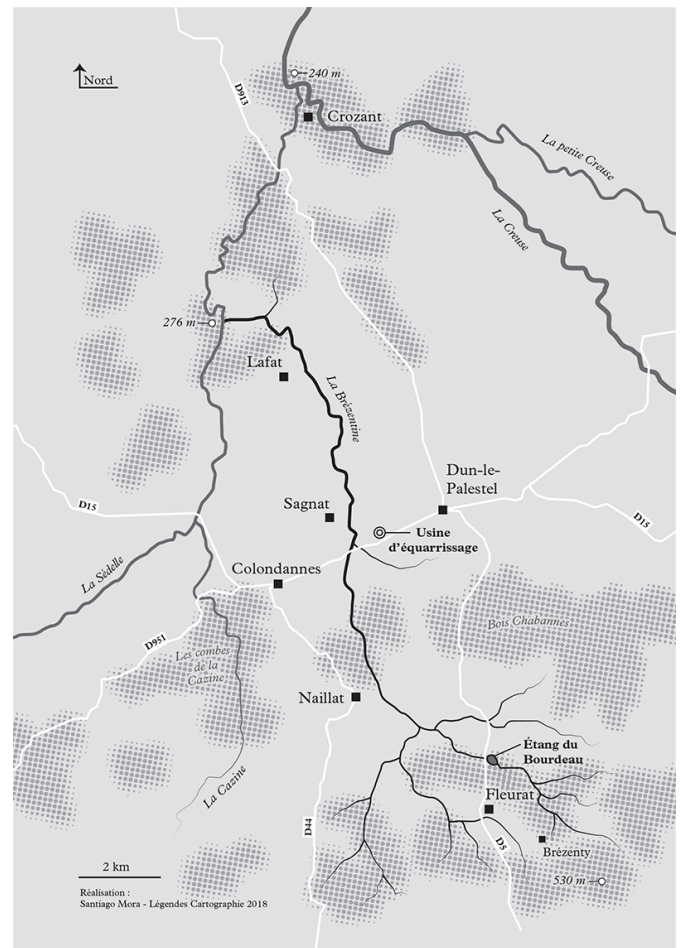 Nord
240 m
D913
Crozant
La petite Creuse
La Creuse
276 m
Lafat
La Brézentine
Dun-le-
Palestel
D15
Sagnat
Usine
d'équarrissage
D15
La Sédelle
Colondannes
D951
Bois Chabannes
Les combes
de la
Cazine
Naillat
Étang du
Bourdeau
La Cazine
Fleurat
D44
D5
Brézenty
2 km
530 m
Réalisation :
Santiago Mora - Légendes Cartographie 2018